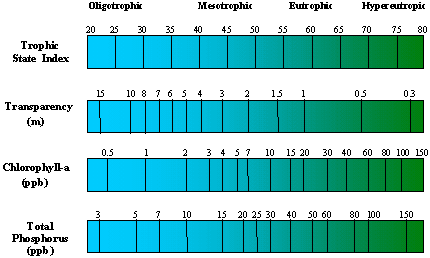 Oligotrophic Mesotrophic Eutrophic Hypereutropic
20 25 30 35 40 45 50 55 60 65 70 75 80
Trophic
State Index
15 10 8 7 6 5 4 3 2 1.5 1 0.5 0.3
Transparency
(m)
0.5 1 2 3 4 5 7 10 15 20 30 40 60 80 100 150
Chlorophyll-a
(ppb)
3 5 7 10 15 20 25 30 40 50 60 80 100 150
Total
Phosphorus
(ppb)